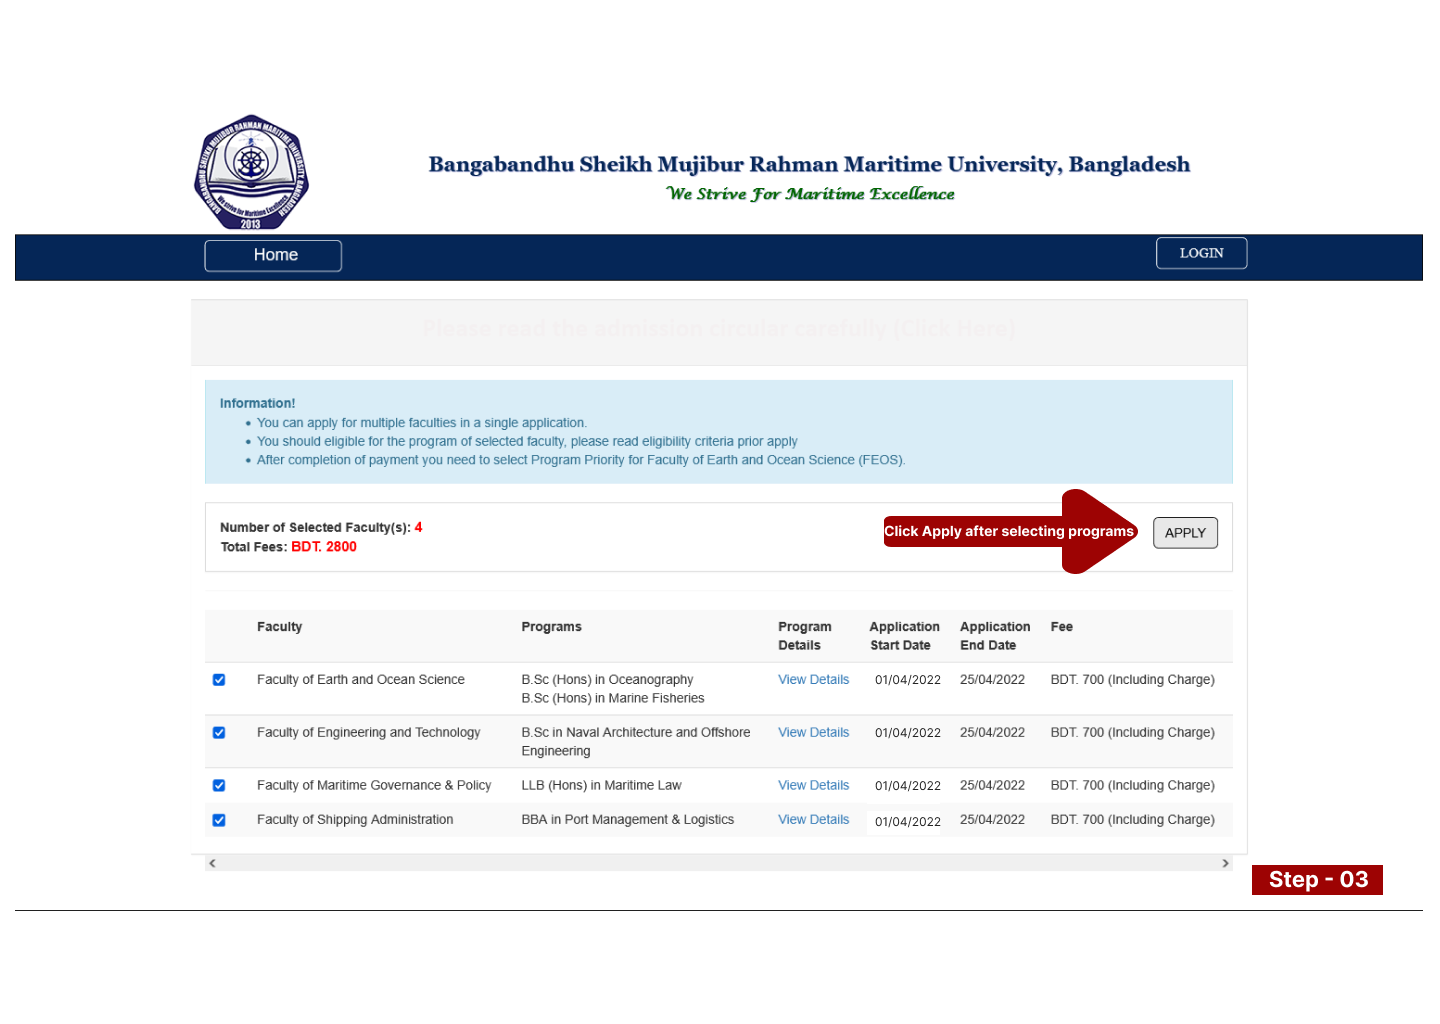 BANGABANDHU SHEIKH MUJIBUR RAHMAN MARITIME UNIVERSITY, BANGLADESH
We strive for Maritime Excellence
2013
Bangabandhu Sheikh Mujibur Rahman Maritime University, Bangladesh
We Strive For Maritime Excellence
Home
LOGIN
Please read the admission circular carefully (Click Here)
Information!
• You can apply for multiple faculties in a single application.
• You should eligible for the program of selected faculty, please read eligibility criteria prior apply
• After completion of payment you need to select Program Priority for Faculty of Earth and Ocean Science (FEOS).
Number of Selected Faculty(s): 4
Total Fees: BDT. 2800
Click Apply after selecting programs
APPLY
Faculty Programs Program Details Application Start Date Application End Date Fee
Faculty of Earth and Ocean Science B.Sc (Hons) in Oceanography View Details 01/04/2022 25/04/2022 BDT. 700 (Including Charge)
B.Sc (Hons) in Marine Fisheries
Faculty of Engineering and Technology B.Sc in Naval Architecture and Offshore View Details 01/04/2022 25/04/2022 BDT. 700 (Including Charge)
Engineering
Faculty of Maritime Governance & Policy LLB (Hons) in Maritime Law View Details 01/04/2022 25/04/2022 BDT. 700 (Including Charge)
Faculty of Shipping Administration BBA in Port Management & Logistics View Details 01/04/2022 25/04/2022 BDT. 700 (Including Charge)
Step - 03